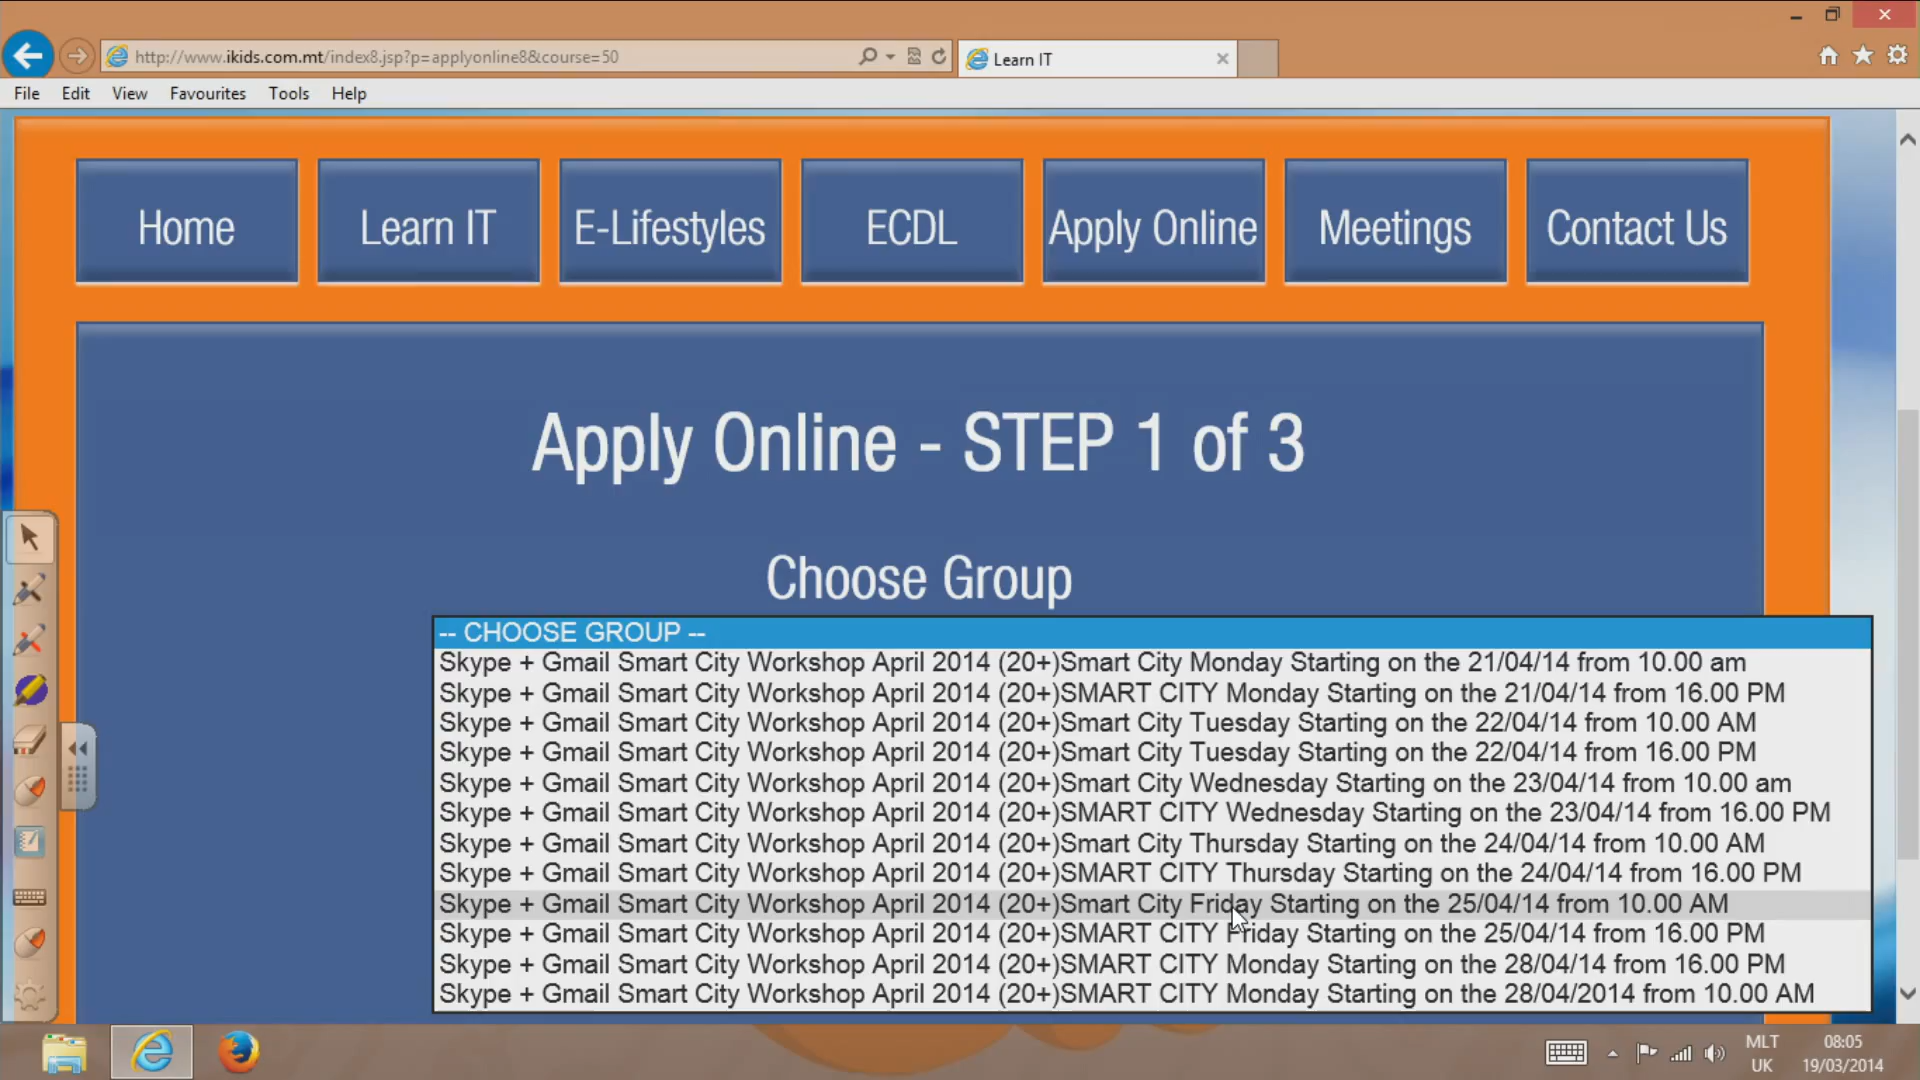 http://www.ikids.com.mt/index8.jsp?p=applyonline8&course=50
Learn IT
File Edit View Favourites Tools Help
Home Learn IT E-Lifestyles ECDL Apply Online Meetings Contact Us
Apply Online - STEP 1 of 3
Choose Group
-- CHOOSE GROUP --
Skype + Gmail Smart City Workshop April 2014 (20+)Smart City Monday Starting on the 21/04/14 from 10.00 am
Skype + Gmail Smart City Workshop April 2014 (20+)SMART CITY Monday Starting on the 21/04/14 from 16.00 PM
Skype + Gmail Smart City Workshop April 2014 (20+)Smart City Tuesday Starting on the 22/04/14 from 10.00 AM
Skype + Gmail Smart City Workshop April 2014 (20+)Smart City Tuesday Starting on the 22/04/14 from 16.00 PM
Skype + Gmail Smart City Workshop April 2014 (20+)Smart City Wednesday Starting on the 23/04/14 from 10.00 am
Skype + Gmail Smart City Workshop April 2014 (20+)SMART CITY Wednesday Starting on the 23/04/14 from 16.00 PM
Skype + Gmail Smart City Workshop April 2014 (20+)Smart City Thursday Starting on the 24/04/14 from 10.00 AM
Skype + Gmail Smart City Workshop April 2014 (20+)SMART CITY Thursday Starting on the 24/04/14 from 16.00 PM
Skype + Gmail Smart City Workshop April 2014 (20+)Smart City Friday Starting on the 25/04/14 from 10.00 AM
Skype + Gmail Smart City Workshop April 2014 (20+)SMART CITY Friday Starting on the 25/04/14 from 16.00 PM
Skype + Gmail Smart City Workshop April 2014 (20+)SMART CITY Monday Starting on the 28/04/14 from 16.00 PM
Skype + Gmail Smart City Workshop April 2014 (20+)SMART CITY Monday Starting on the 28/04/2014 from 10.00 AM
MLT 08:05
UK 19/03/2014